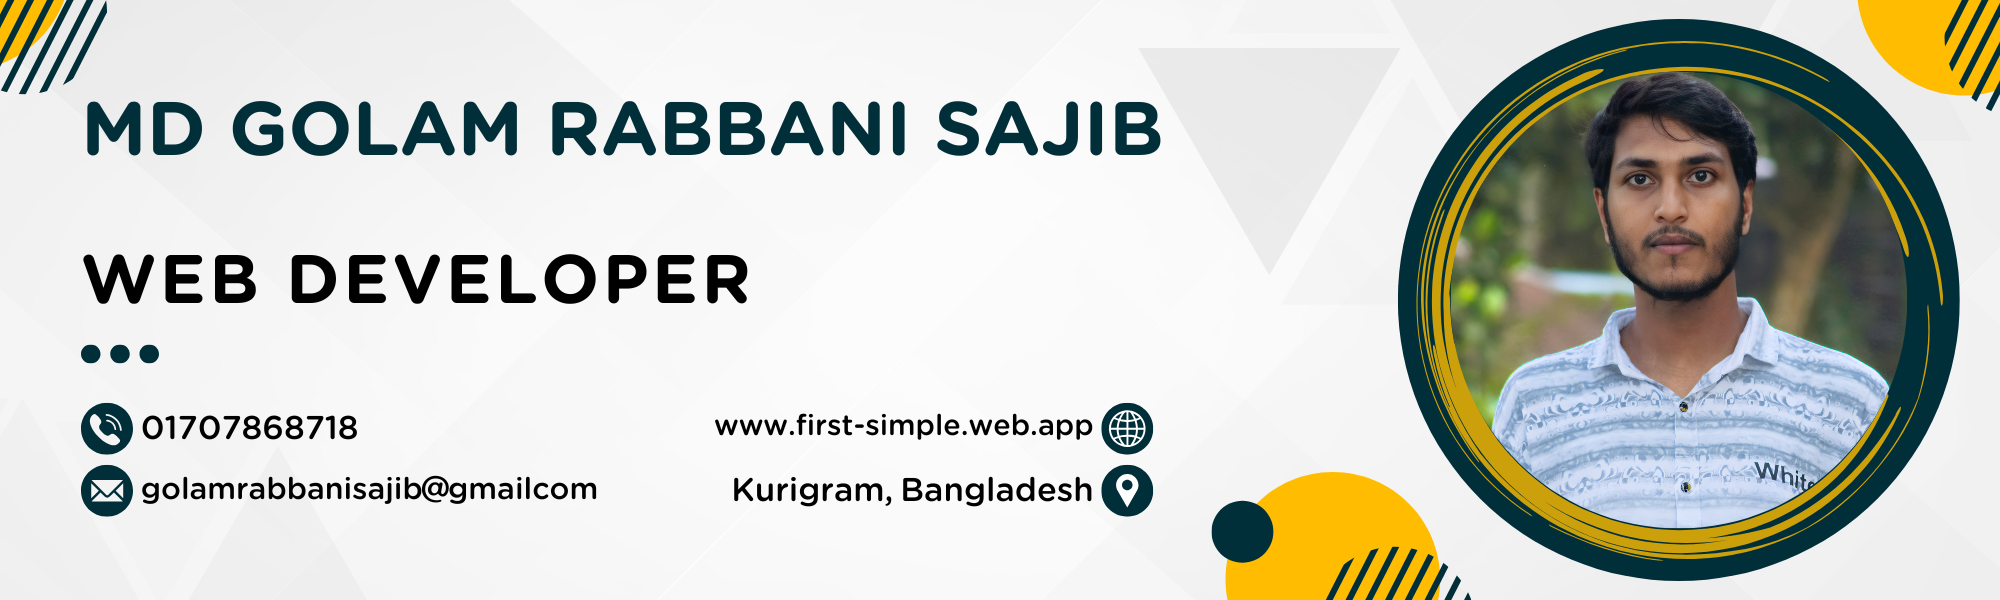 MD GOLAM RABBANI SAJIB
WEB DEVELOPER
01707868718
www.first-simple.web.app
golamrabbanisajib@gmailcom
Kurigram, Bangladesh